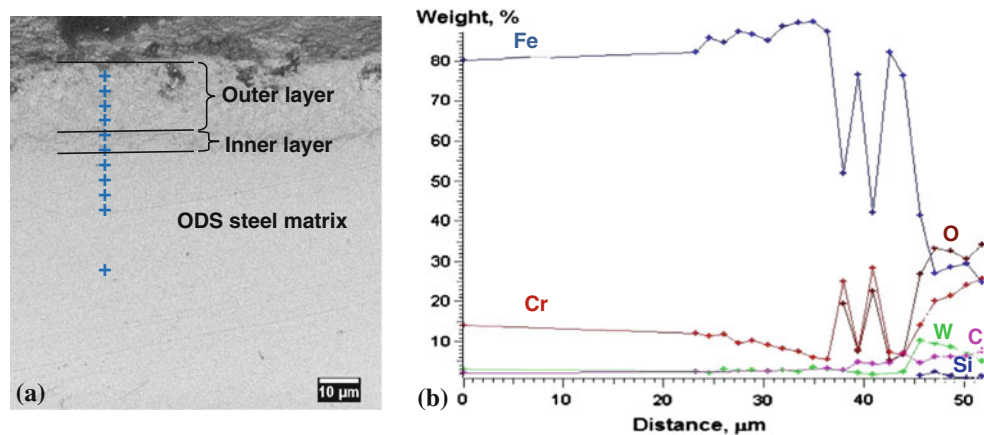 Outer layer
Inner layer
ODS steel matrix
(a)
10 µm
Weight, %
Fe
80
70
60
50
40
30
20
10
O
Cr
W
C
Si
0
10
20
30
40
50
(b)
Distance, µm